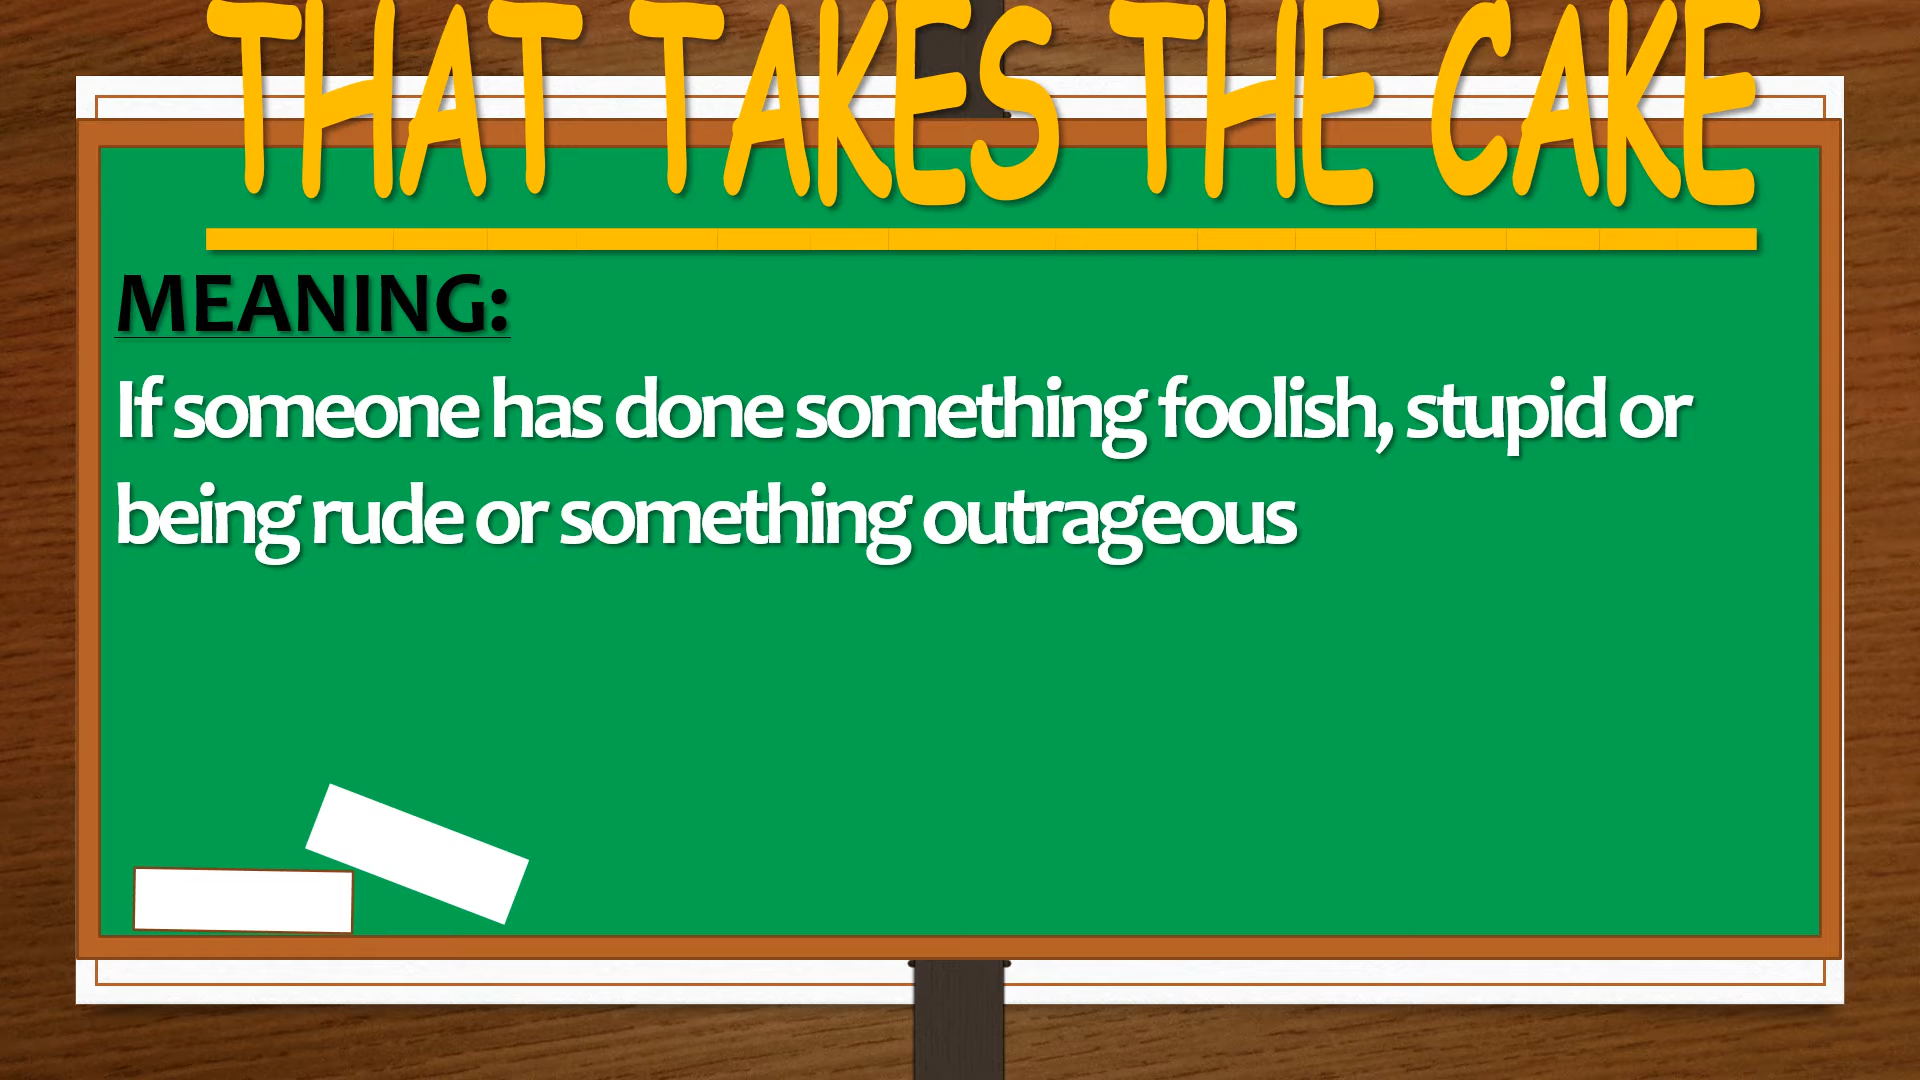 THAT TAKES THE CAKE
MEANING:
If someone has done something foolish, stupid or
being rude or something outrageous